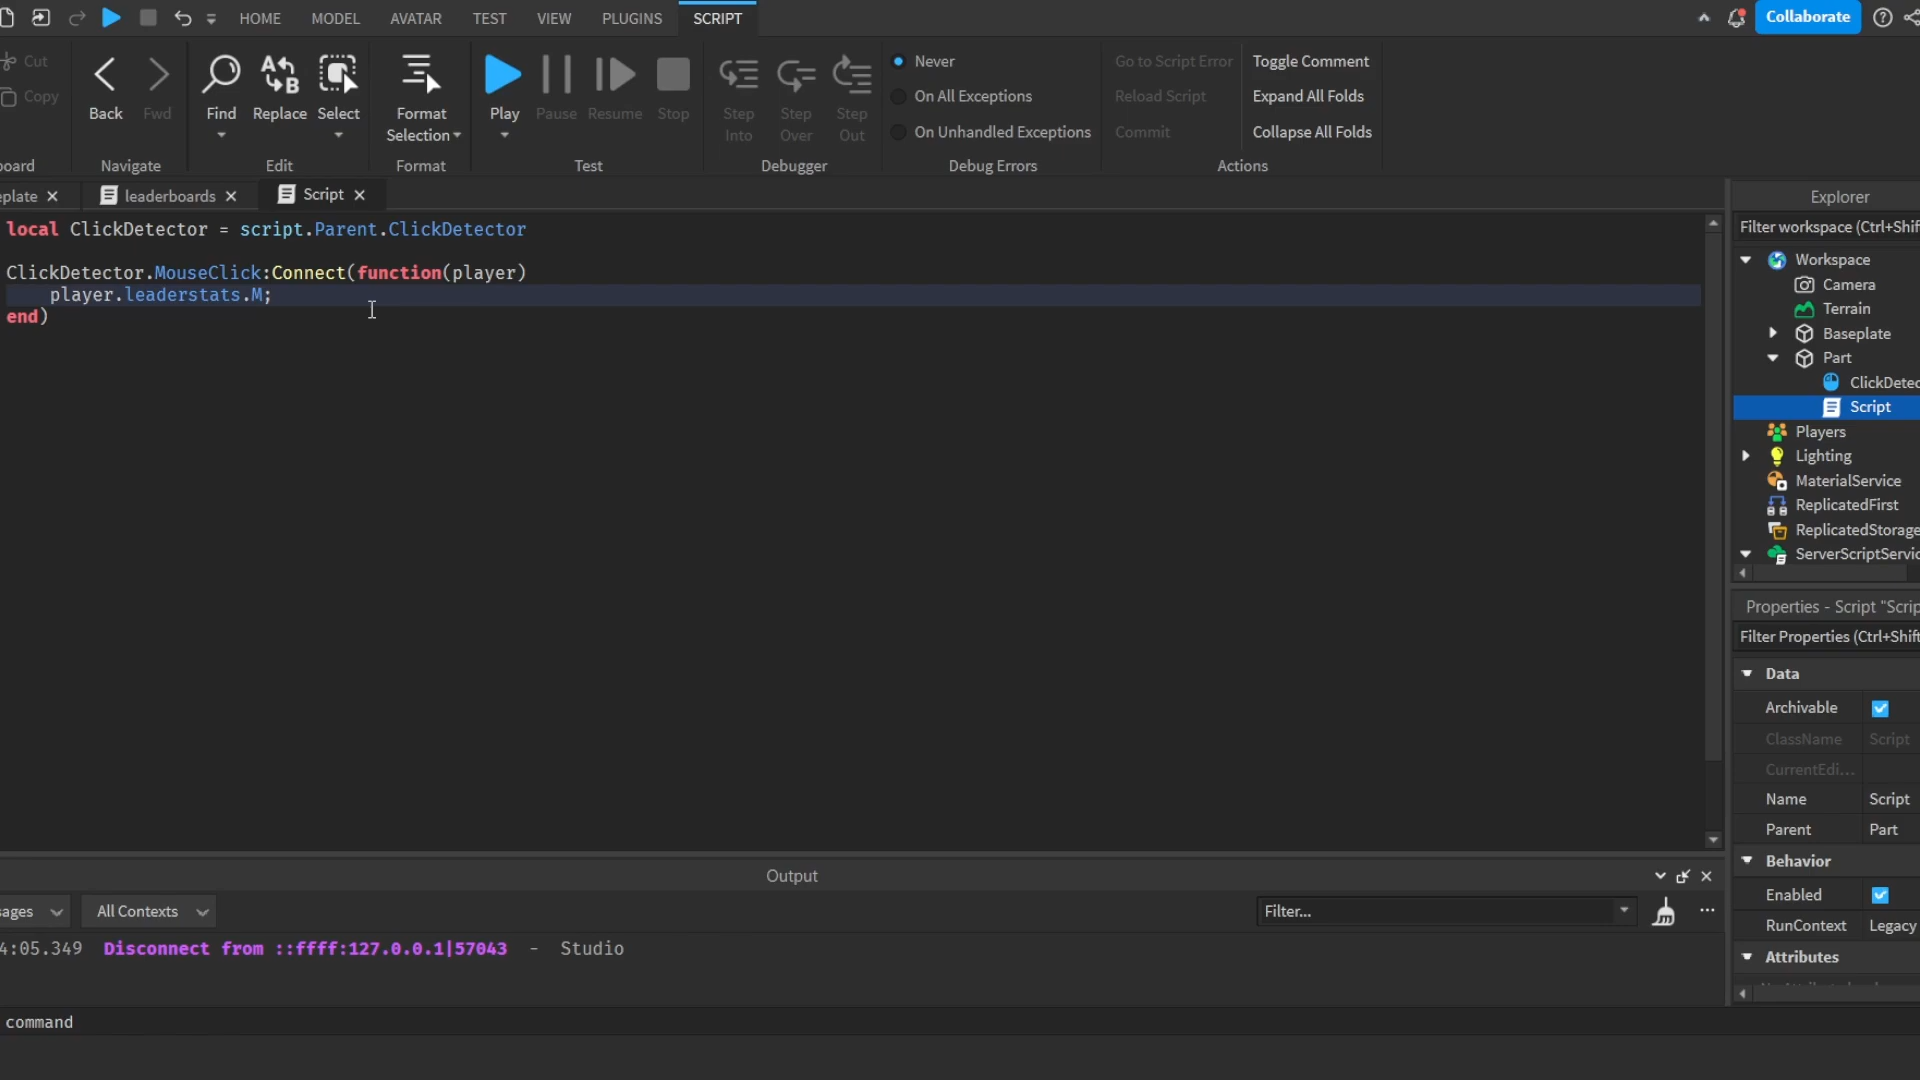 HOME MODEL AVATAR TEST VIEW PLUGINS SCRIPT Collaborate
Cut
Copy
Back Fwd Find Replace Select Format Selection Play Pause Resume Stop Step Into Step Over Step Out
Never
On All Exceptions
On Unhandled Exceptions
Go to Script Error
Reload Script
Commit
Toggle Comment
Expand All Folds
Collapse All Folds
oard Navigate Edit Format Test Debugger Debug Errors Actions
plate leaderboards Script
local ClickDetector = script.Parent.ClickDetector
ClickDetector.MouseClick:Connect(function(player)
player.leaderstats.M;
end)
Explorer
Filter workspace (Ctrl+Shif
Workspace
Camera
Terrain
Baseplate
Part
ClickDetec
Script
Players
Lighting
MaterialService
ReplicatedFirst
ReplicatedStorage
ServerScriptServic
Properties - Script "Scrip
Filter Properties (Ctrl+Shift
Data
Archivable
ClassName Script
CurrentEdi...
Name Script
Parent Part
Behavior
Enabled
RunContext Legacy
Attributes
Output
sages All Contexts Filter...
4:05.349 Disconnect from ::ffff:127.0.0.1|57043 - Studio
command